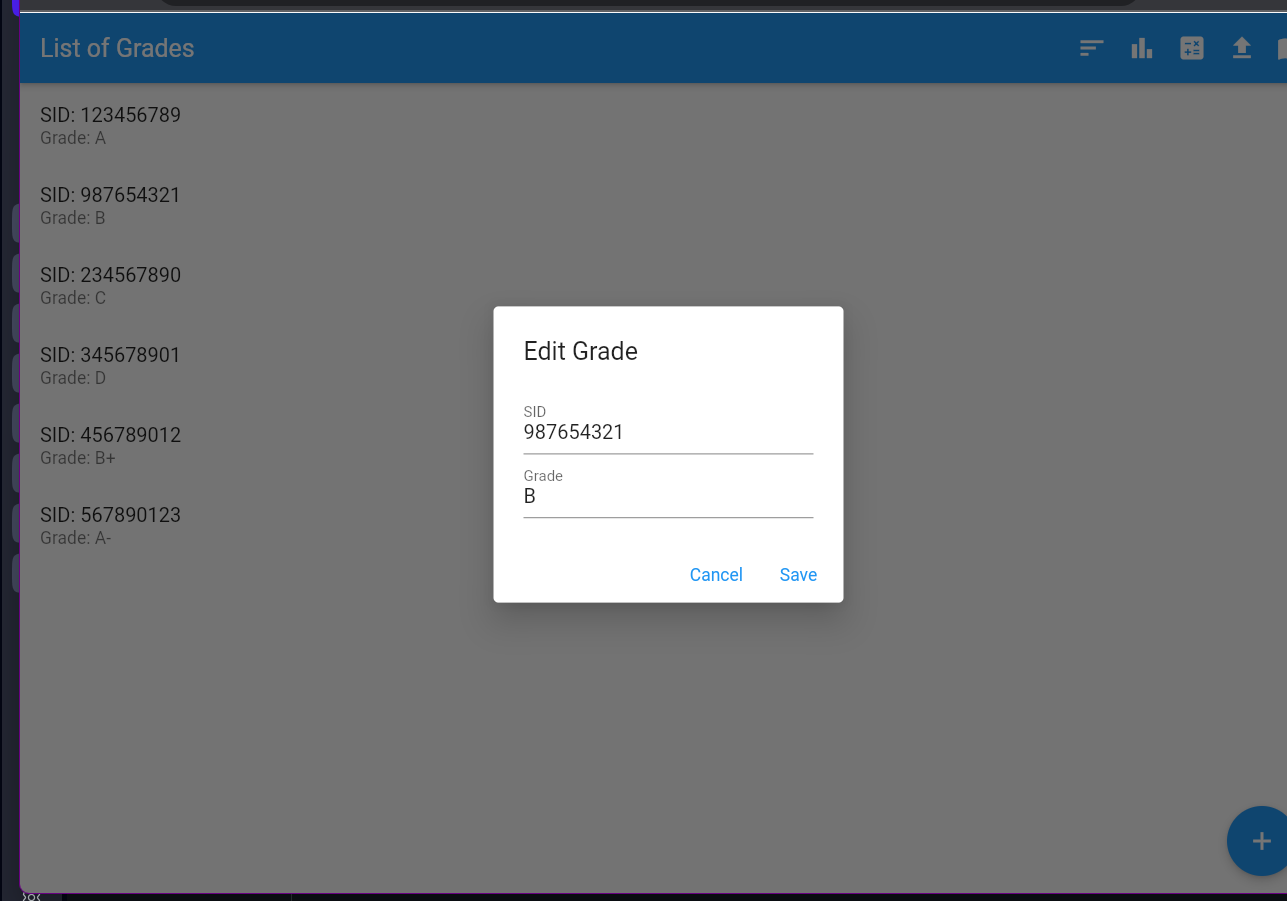 List of Grades
SID: 123456789
Grade: A
SID: 987654321
Grade: B
SID: 234567890
Grade: C
SID: 345678901
Grade: D
SID: 456789012
Grade: B+
SID: 567890123
Grade: A-
Edit Grade
SID
987654321
Grade
B
Cancel Save